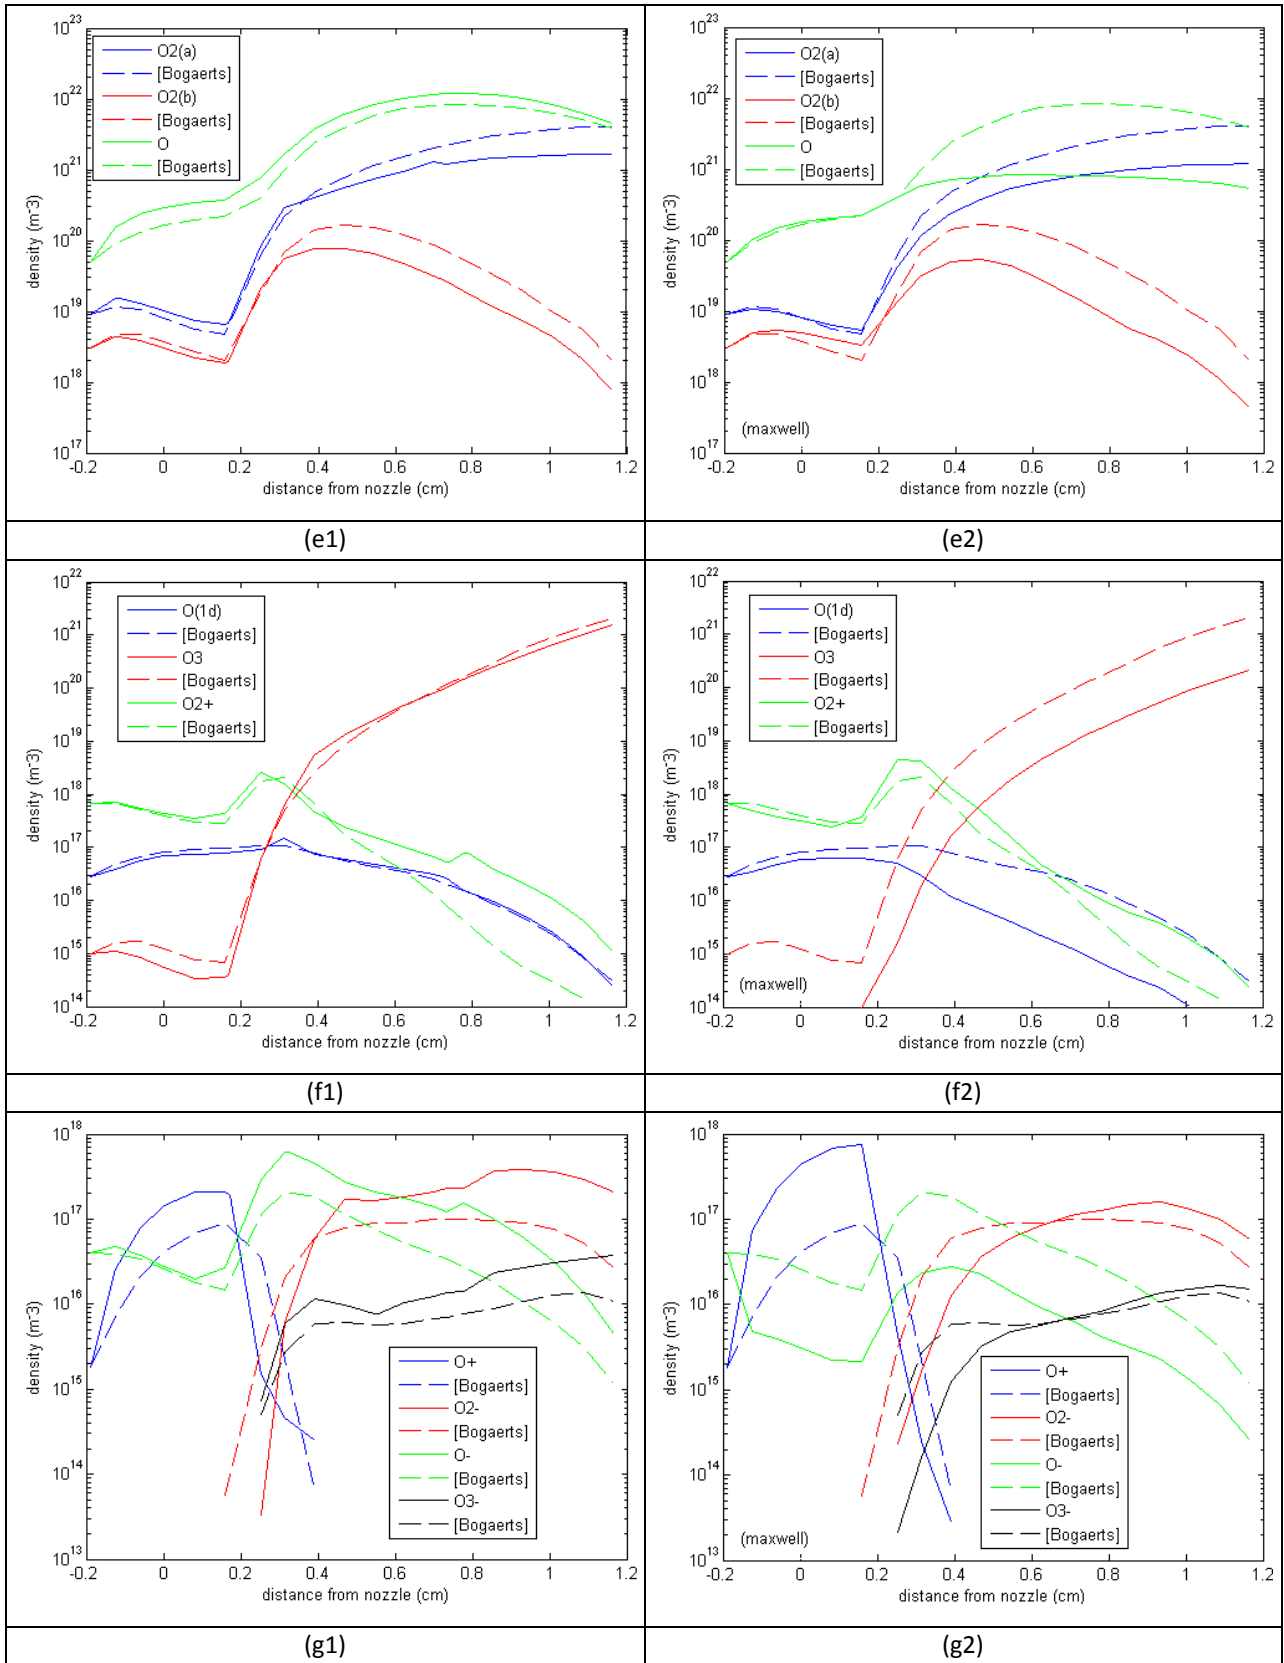 10^23
10^22
10^21
10^20
10^19
10^18
10^17
density (m^-3)
O2(a)
[Bogaerts]
O2(b)
[Bogaerts]
O
[Bogaerts]
-0.2 0 0.2 0.4 0.6 0.8 1 1.2
distance from nozzle (cm)
(e1)
10^23
10^22
10^21
10^20
10^19
10^18
10^17
density (m^-3)
O2(a)
[Bogaerts]
O2(b)
[Bogaerts]
O
[Bogaerts]
(maxwell)
-0.2 0 0.2 0.4 0.6 0.8 1 1.2
distance from nozzle (cm)
(e2)
10^22
10^21
10^20
10^19
10^18
10^17
10^16
10^15
10^14
density (m^-3)
O(1d)
[Bogaerts]
O3
[Bogaerts]
O2+
[Bogaerts]
-0.2 0 0.2 0.4 0.6 0.8 1 1.2
distance from nozzle (cm)
(f1)
10^22
10^21
10^20
10^19
10^18
10^17
10^16
10^15
10^14
density (m^-3)
O(1d)
[Bogaerts]
O3
[Bogaerts]
O2+
[Bogaerts]
(maxwell)
-0.2 0 0.2 0.4 0.6 0.8 1 1.2
distance from nozzle (cm)
(f2)
10^18
10^17
10^16
10^15
10^14
10^13
density (m^-3)
O+
[Bogaerts]
O2-
[Bogaerts]
O-
[Bogaerts]
O3-
[Bogaerts]
-0.2 0 0.2 0.4 0.6 0.8 1 1.2
distance from nozzle (cm)
(g1)
10^18
10^17
10^16
10^15
10^14
10^13
density (m^-3)
O+
[Bogaerts]
O2-
[Bogaerts]
O-
[Bogaerts]
O3-
[Bogaerts]
(maxwell)
-0.2 0 0.2 0.4 0.6 0.8 1 1.2
distance from nozzle (cm)
(g2)